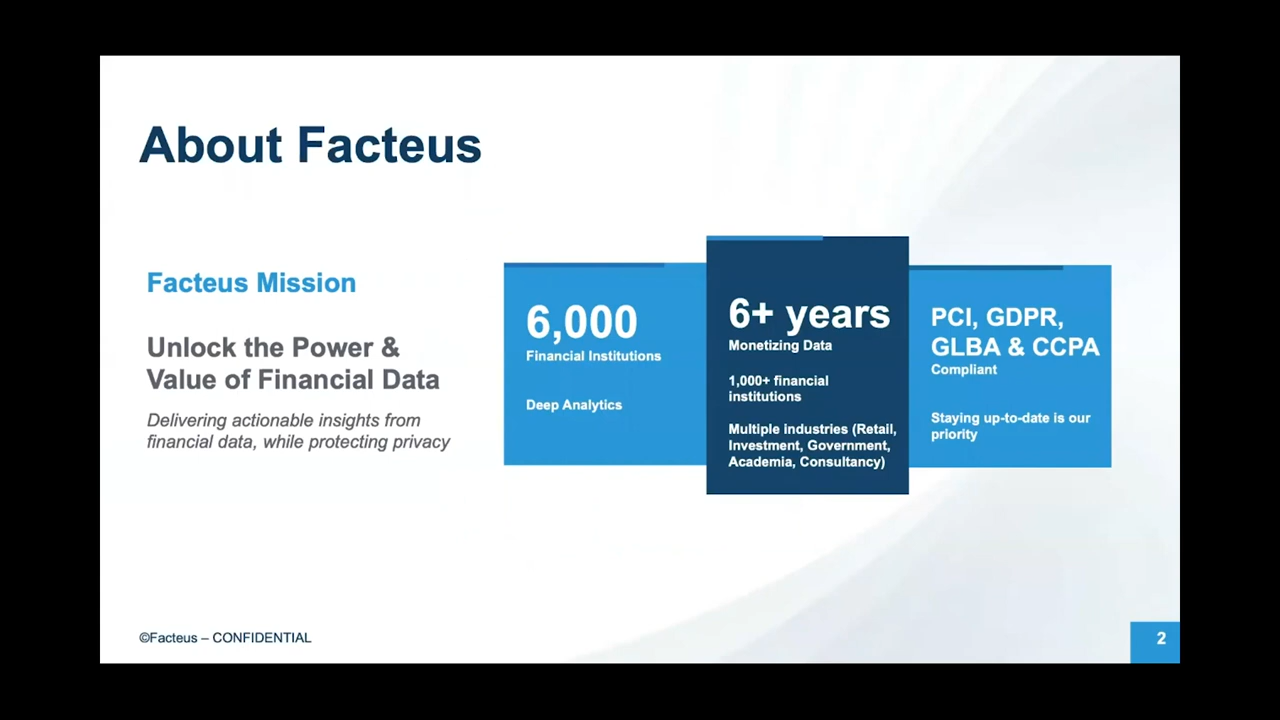 About Facteus
Facteus Mission
Unlock the Power &
Value of Financial Data
Delivering actionable insights from
financial data, while protecting privacy
6,000
Financial Institutions
Deep Analytics
6+ years
Monetizing Data
1,000+ financial
institutions
Multiple industries (Retail,
Investment, Government,
Academia, Consultancy)
PCI, GDPR,
GLBA & CCPA
Compliant
Staying up-to-date is our
priority
©Facteus – CONFIDENTIAL
2